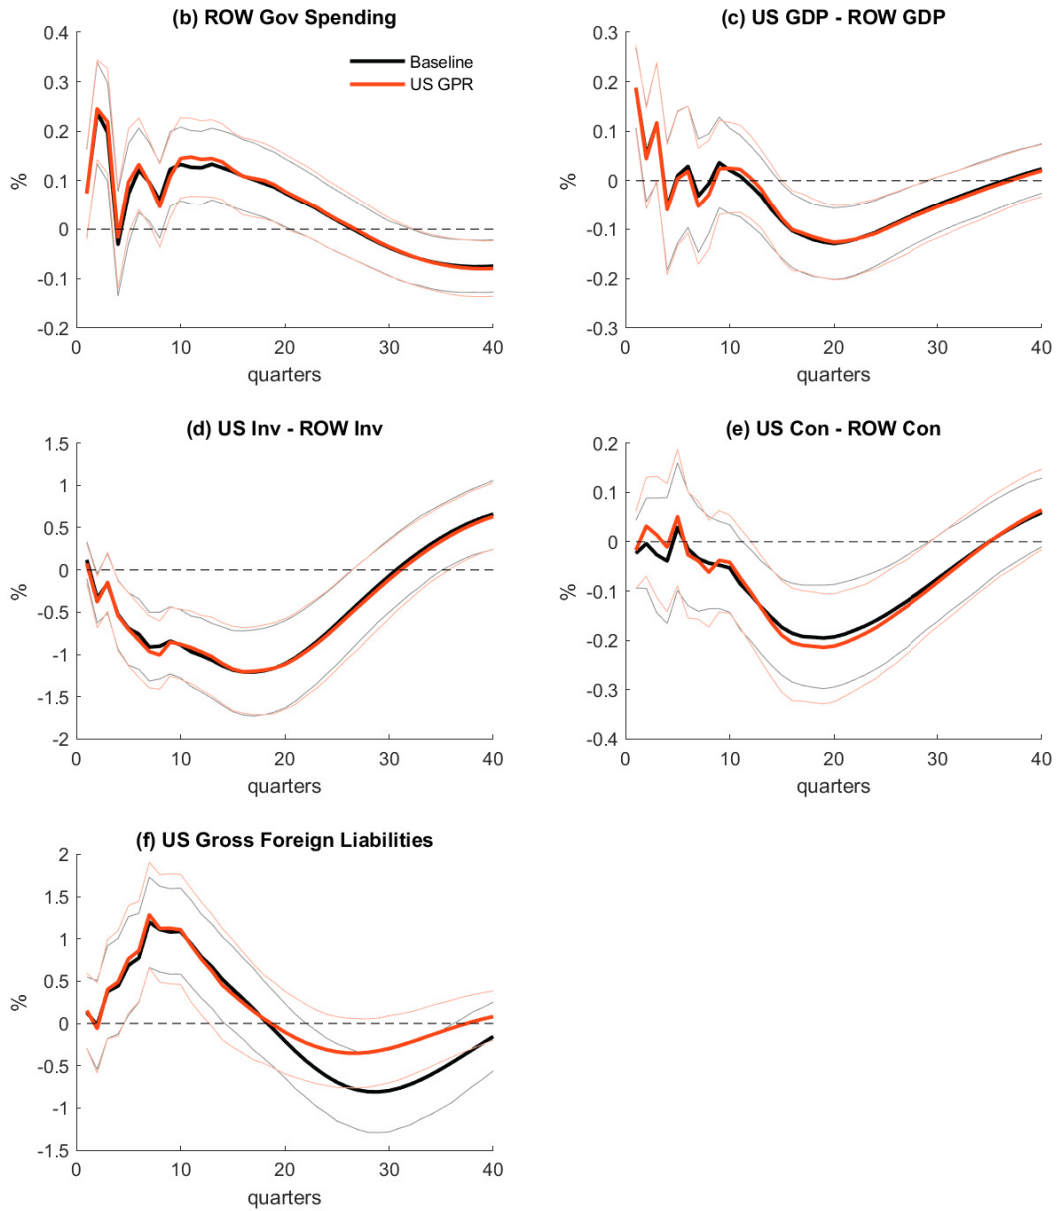 (b) ROW Gov Spending
0.4
0.3
0.2
0.1
0
-0.1
-0.2
%
0 10 20 30 40
quarters
Baseline
US GPR
(c) US GDP - ROW GDP
0.3
0.2
0.1
0
-0.1
-0.2
-0.3
%
0 10 20 30 40
quarters
(d) US Inv - ROW Inv
1.5
1
0.5
0
-0.5
-1
-1.5
-2
%
0 10 20 30 40
quarters
(e) US Con - ROW Con
0.2
0.1
0
-0.1
-0.2
-0.3
-0.4
%
0 10 20 30 40
quarters
(f) US Gross Foreign Liabilities
2
1.5
1
0.5
0
-0.5
-1
-1.5
%
0 10 20 30 40
quarters